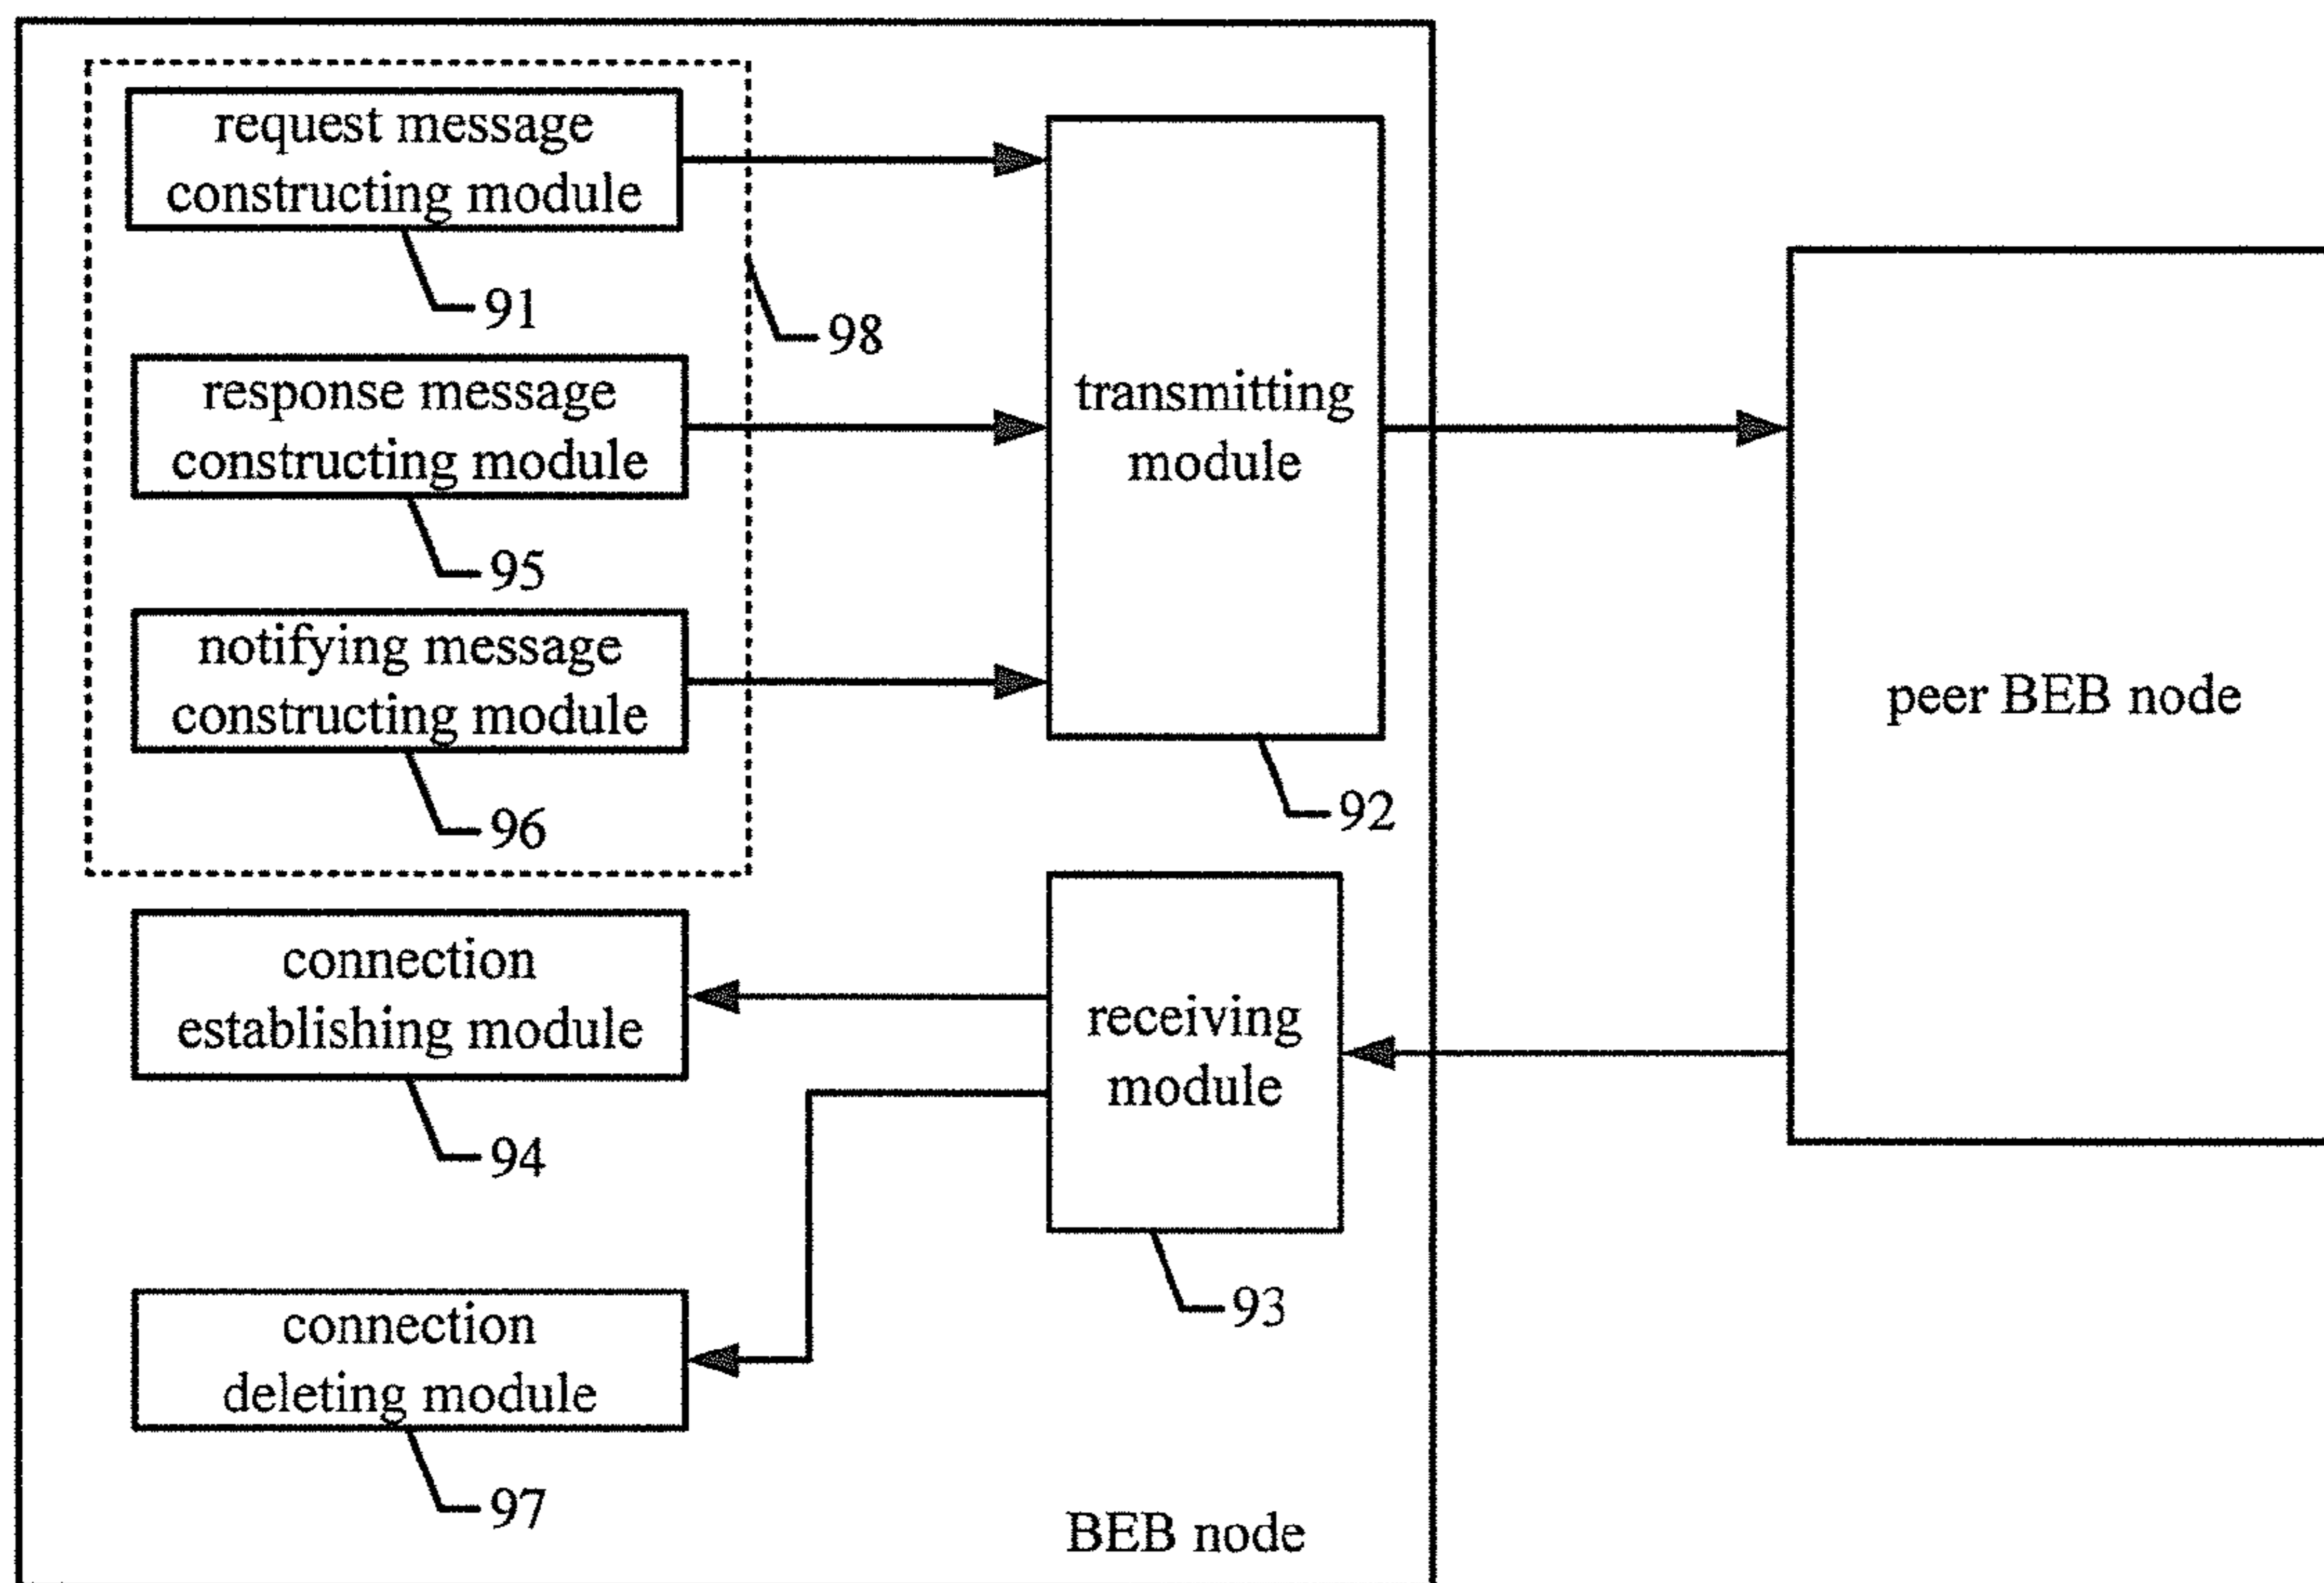 request message
constructing module
91
98
response message
constructing module
95
transmitting
module
notifying message
constructing module
96
92
peer BEB node
connection
establishing module
94
receiving
module
93
connection
deleting module
97
BEB node